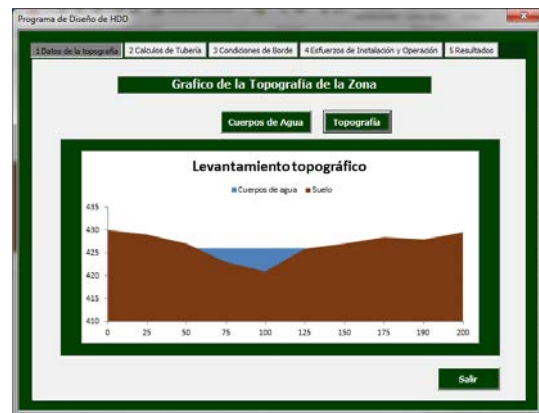 Programa de Diseño de HDD
1 Datos de la topografía 2 Calculos de Tubería 3 Condiciones de Borde 4 Esfuerzos de Instalación y Operación 5 Resultados
Grafico de la Topografía de la Zona
Cuerpos de Agua Topografía
Levantamiento topográfico
Cuerpos de agua Suelo
435
430
425
420
415
410
0 25 50 75 100 125 150 175 190 200
Salir